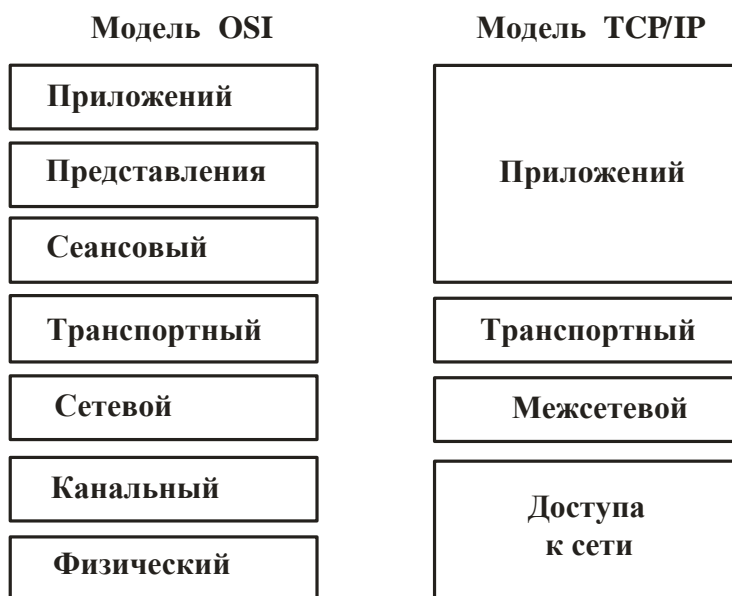 Модель OSI
Приложений
Представления
Сеансовый
Транспортный
Сетевой
Канальный
Физический
Модель TCP/IP
Приложений
Транспортный
Межсетевой
Доступа
к сети